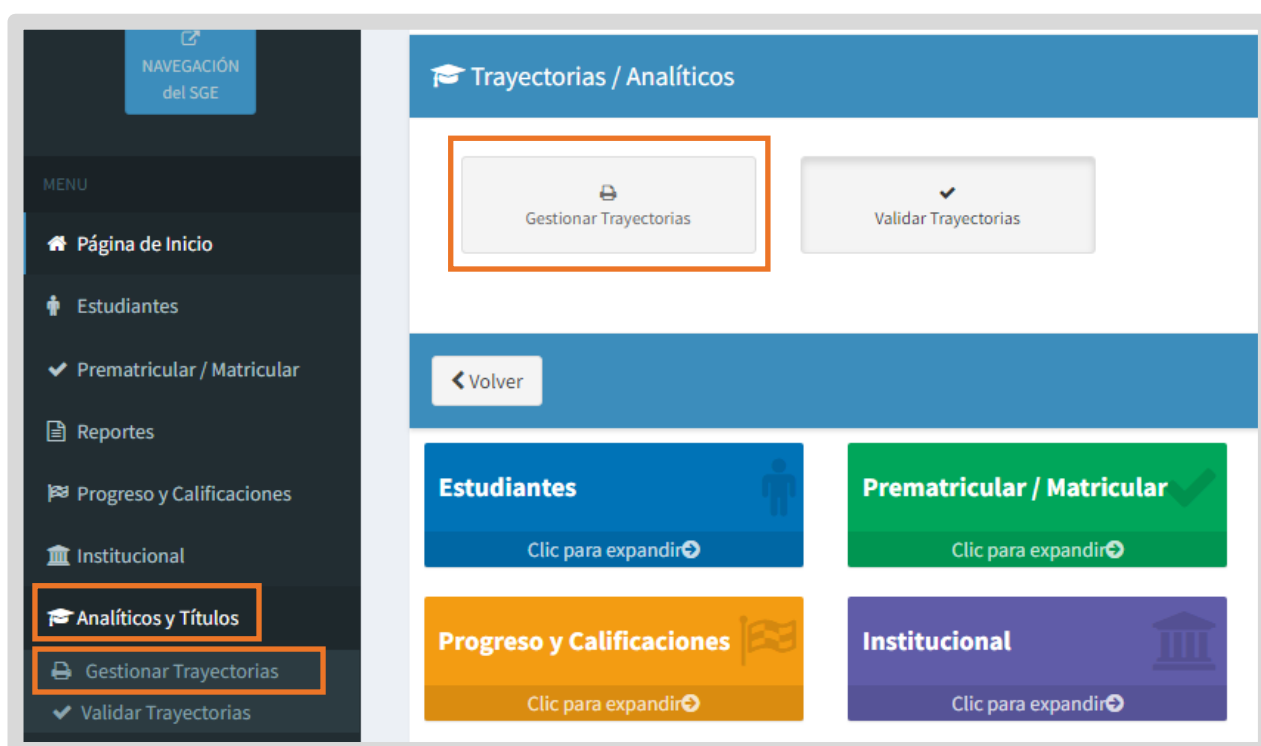 NAVEGACIÓN
del SGE
MENU
Página de Inicio
Estudiantes
Prematricular / Matricular
Reportes
Progreso y Calificaciones
Institucional
Analíticos y Títulos
Gestionar Trayectorias
Validar Trayectorias
Trayectorias / Analíticos
Gestionar Trayectorias
Validar Trayectorias
Volver
Estudiantes
Clic para expandir
Prematricular / Matricular
Clic para expandir
Progreso y Calificaciones
Clic para expandir
Institucional
Clic para expandir